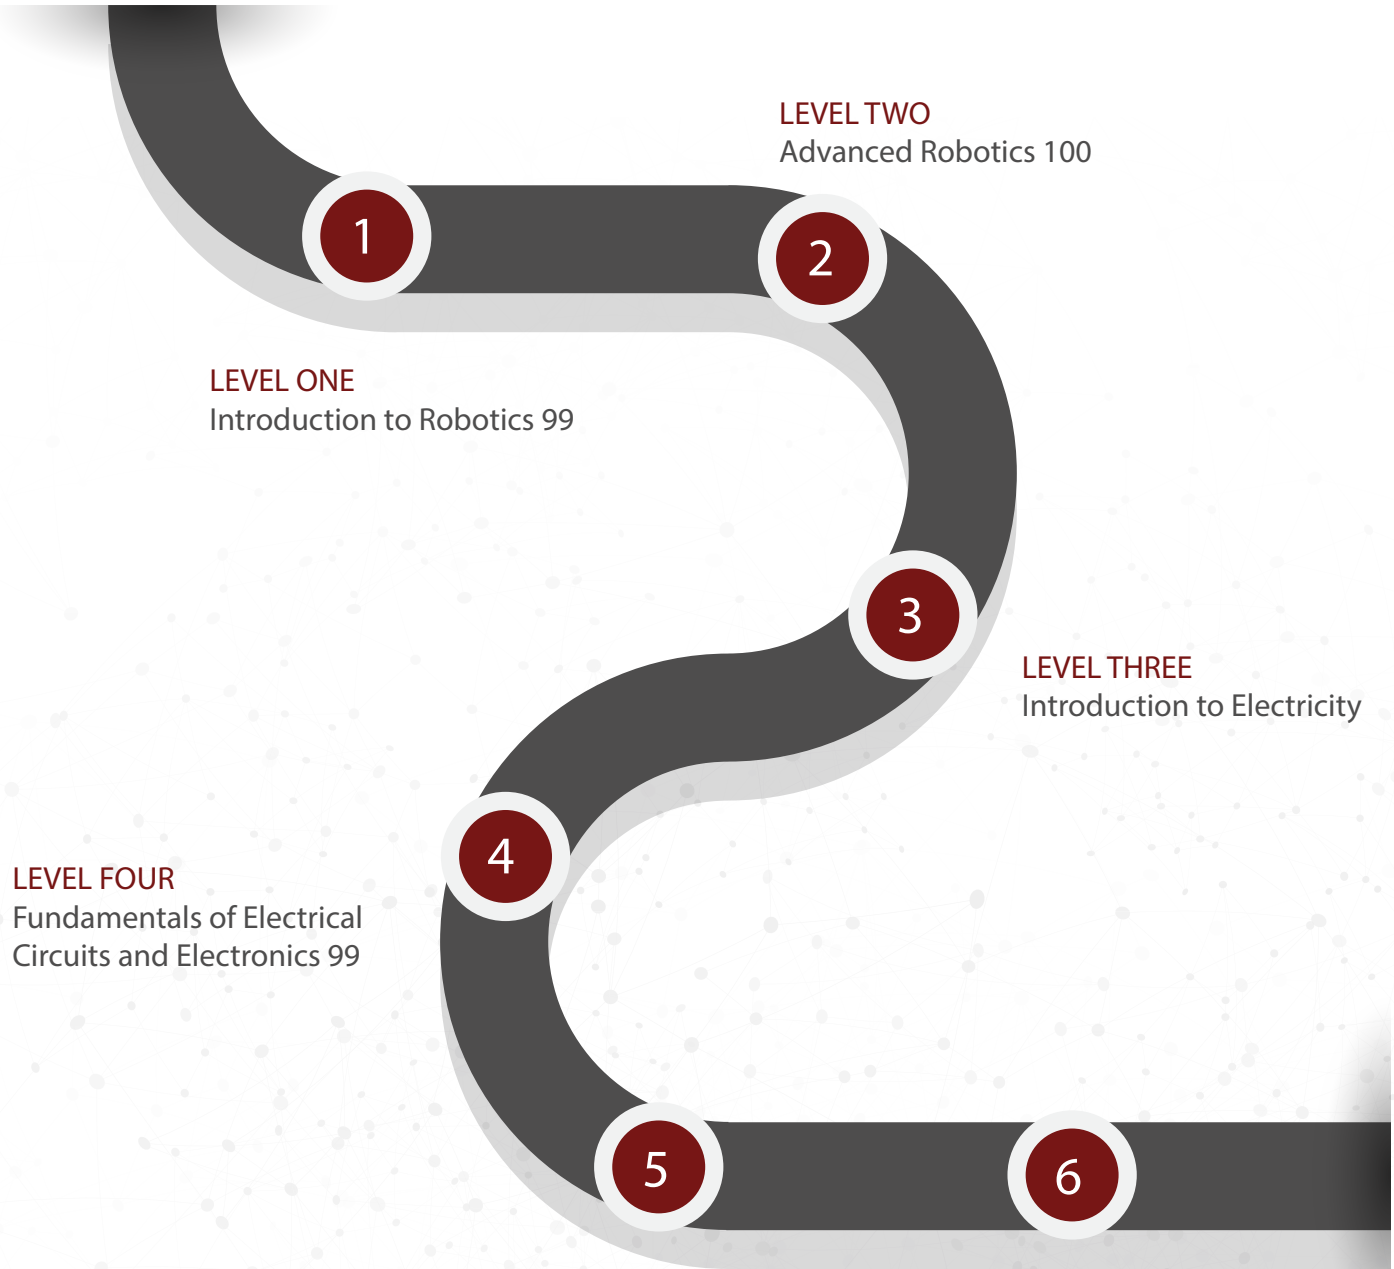 LEVEL TWO
Advanced Robotics 100
1
2
LEVEL ONE
Introduction to Robotics 99
3
LEVEL THREE
Introduction to Electricity
4
LEVEL FOUR
Fundamentals of Electrical
Circuits and Electronics 99
5
6